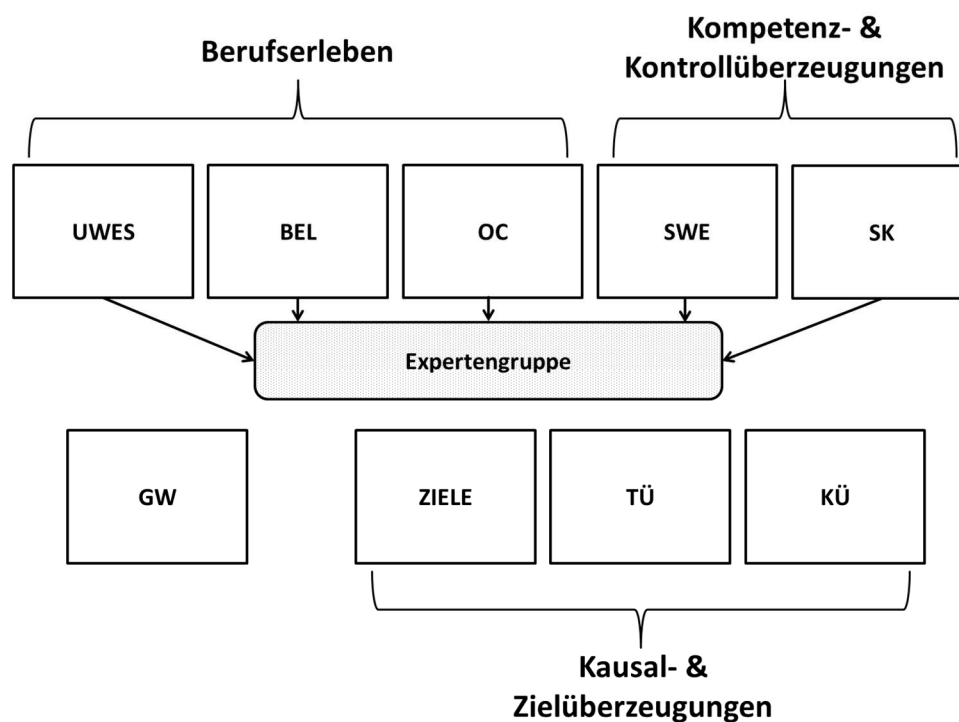 Berufserleben
Kompetenz- &
Kontrollüberzeugungen
UWES
BEL
OC
SWE
SK
Expertengruppe
GW
ZIELE
TÜ
KÜ
Kausal- &
Zielüberzeugungen